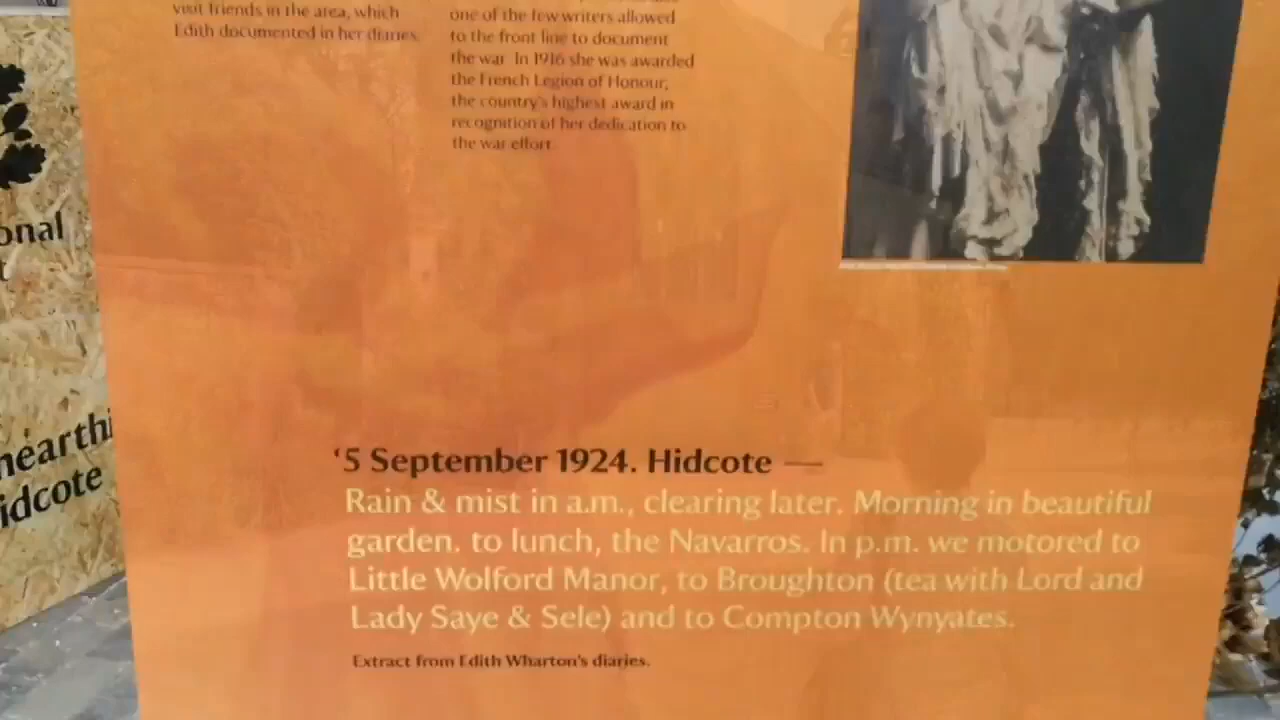 visit friends in the area, which
Edith documented in her diaries.
one of the few writers allowed
to the front line to document
the war. In 1916 she was awarded
the French Legion of Honour,
the country's highest award in
recognition of her dedication to
the war effort.
onal
nearthi
idcote
'5 September 1924. Hidcote —
Rain & mist in a.m., clearing later. Morning in beautiful
garden. to lunch, the Navarros. In p.m. we motored to
Little Wolford Manor, to Broughton (tea with Lord and
Lady Saye & Sele) and to Compton Wynyates.
Extract from Edith Wharton's diaries.